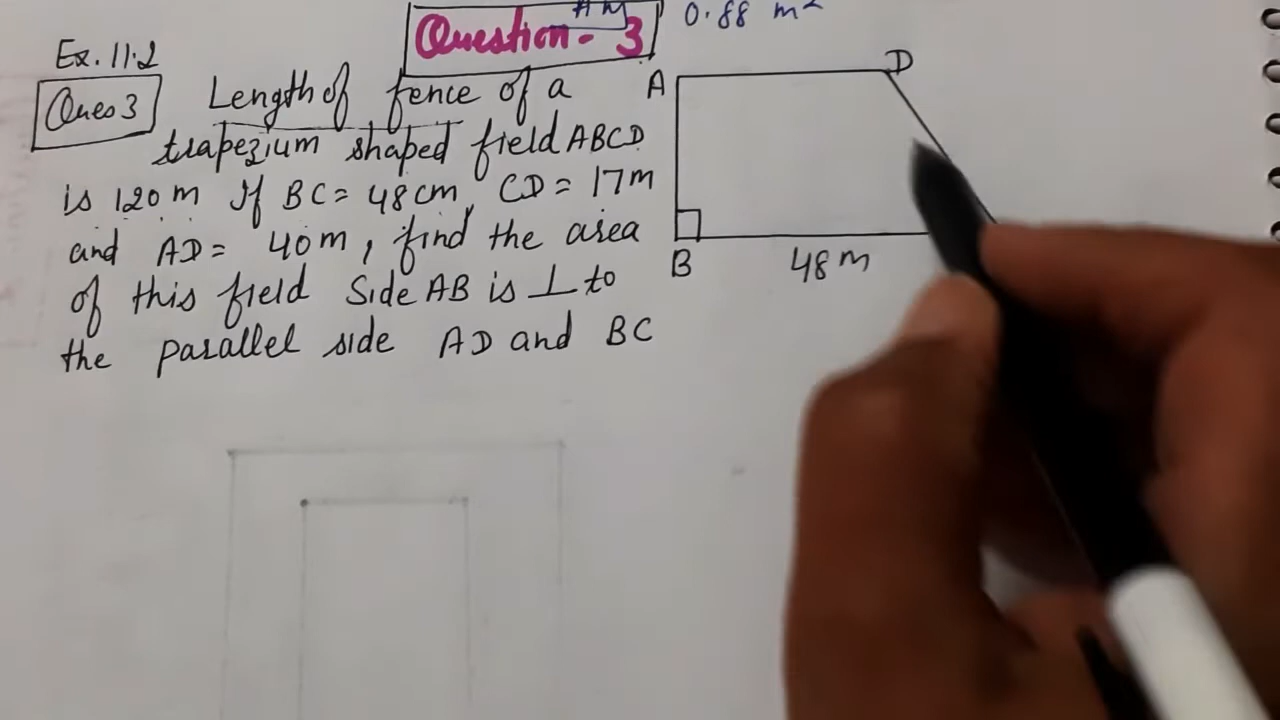 Question - 3 0.88 m²
Ex. 11.2
Ques 3
Length of fence of a
trapezium shaped field ABCD
is 120 m If BC = 48 cm, CD = 17 m
and AD = 40 m, find the area
of this field Side AB is ⊥ to
the parallel side AD and BC
A D
B 48 m